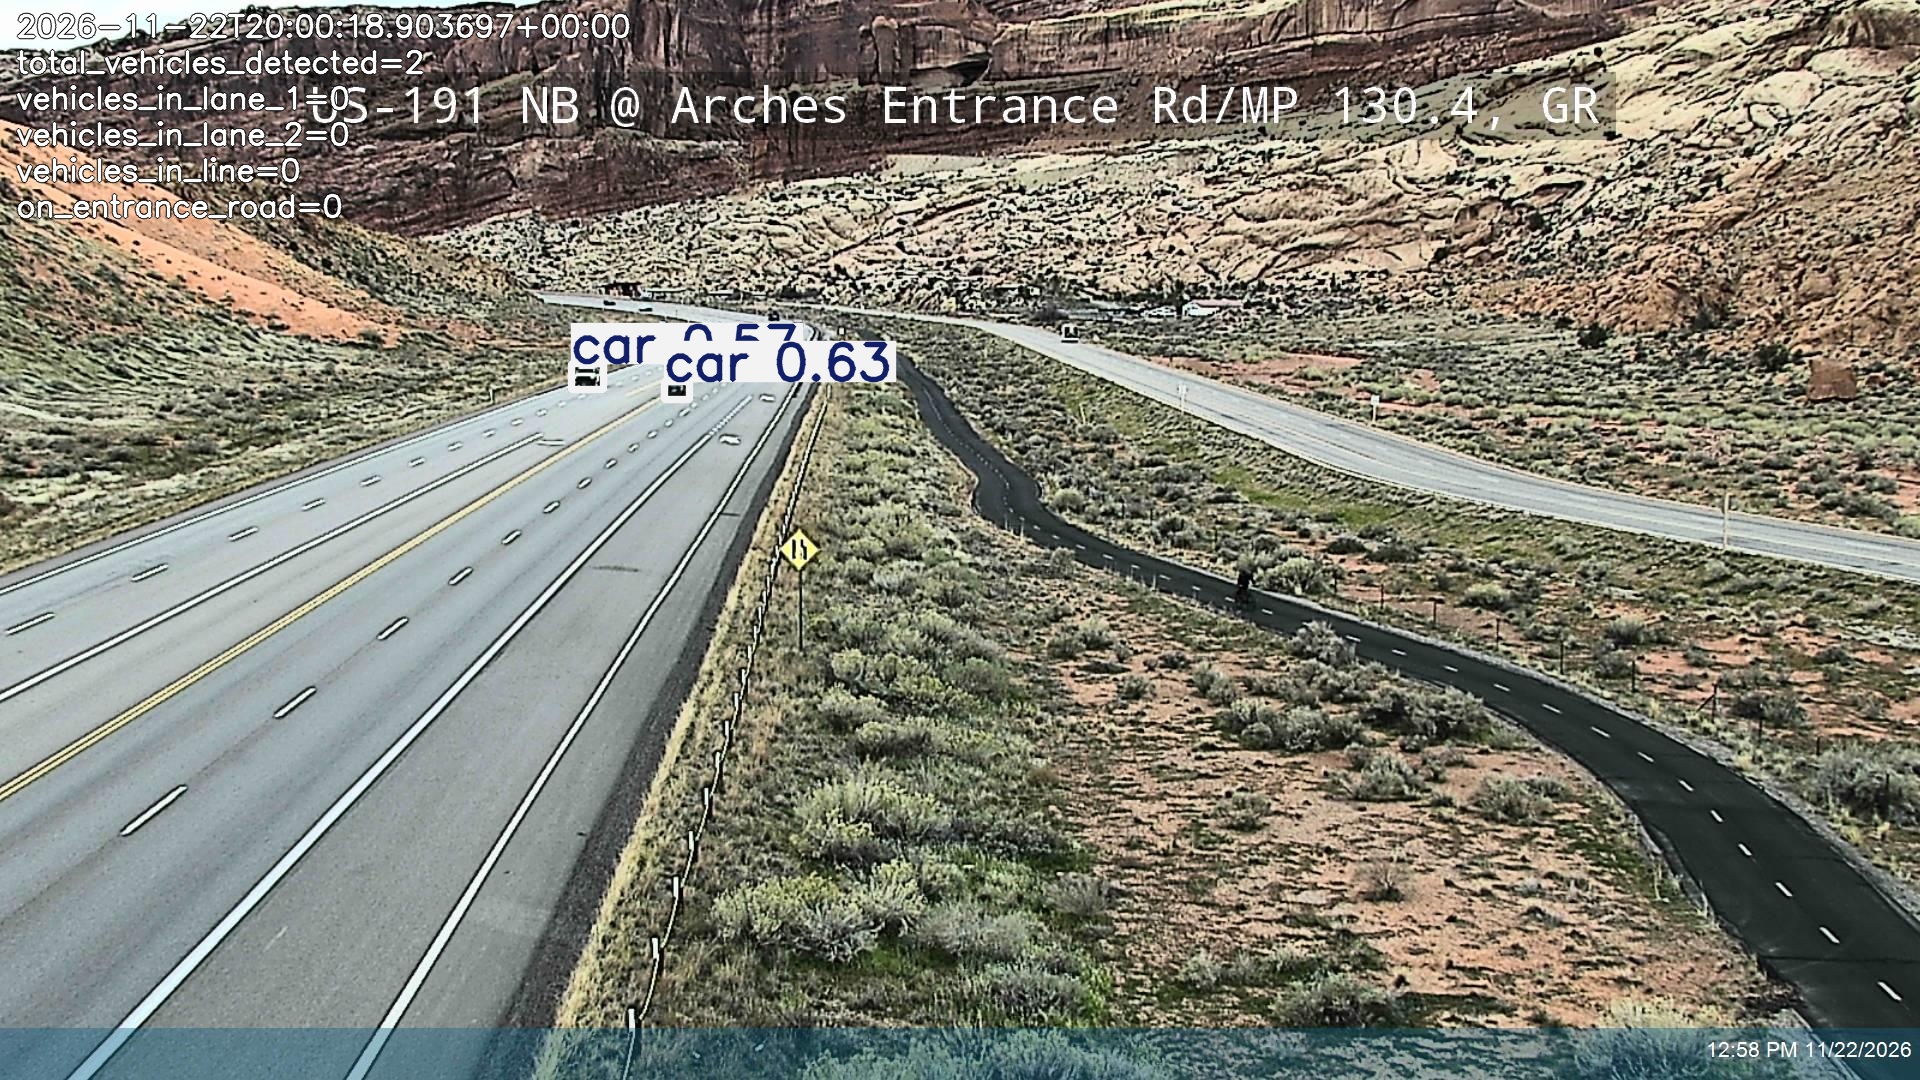 2026-11-22T20:00:18.903697+00:00
total_vehicles_detected=2
vehicles_in_lane_1=0
US-191 NB @ Arches Entrance Rd/MP 130.4, GR
vehicles_in_lane_2=0
vehicles_in_line=0
on_entrance_road=0
car 0.57
car 0.63
12:58 PM 11/22/2026